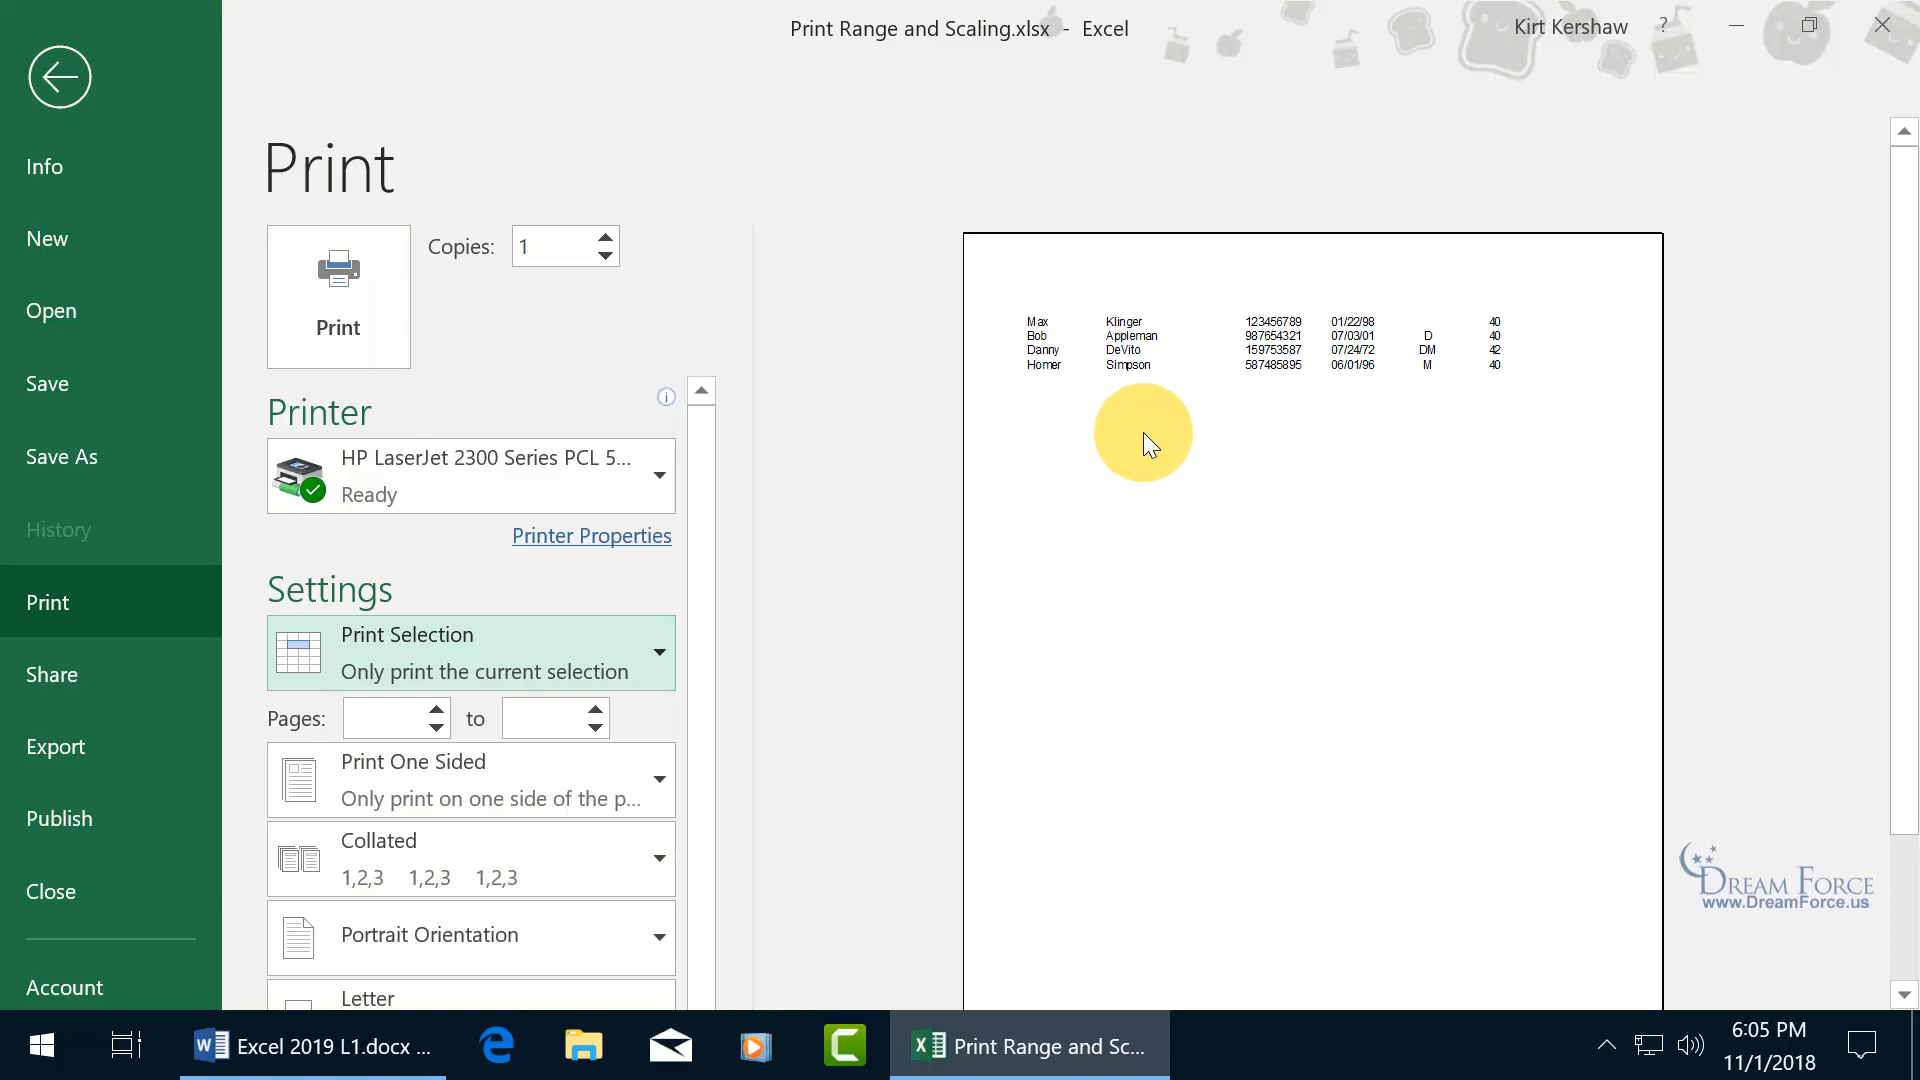 Print Range and Scaling.xlsx - Excel
Kirt Kershaw ?
Info
New
Open
Save
Save As
History
Print
Share
Export
Publish
Close
Account
Print
Print
Copies: 1
Printer
HP LaserJet 2300 Series PCL 5...
Ready
Printer Properties
Settings
Print Selection
Only print the current selection
Pages: to
Print One Sided
Only print on one side of the p...
Collated
1,2,3 1,2,3 1,2,3
Portrait Orientation
Letter
Max Klinger 123456789 01/22/98 40
Bob Appleman 987654321 07/03/01 D 40
Danny DeVito 159753587 07/24/72 DM 42
Homer Simpson 587485895 06/01/96 M 40
DREAM FORCE
www.DreamForce.us
Excel 2019 L1.docx ...
Print Range and Sc...
6:05 PM
11/1/2018